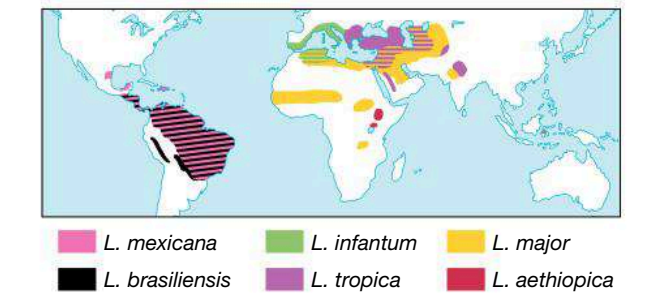 L. mexicana L. infantum L. major
L. brasiliensis L. tropica L. aethiopica